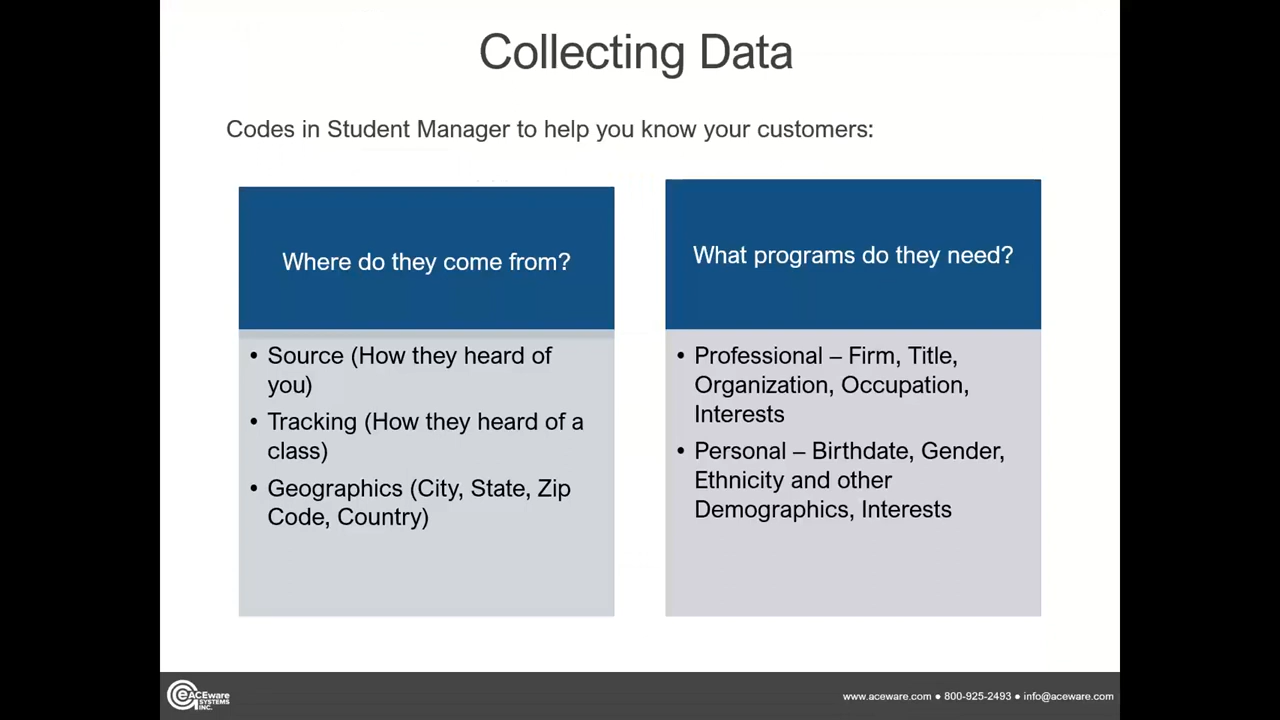 Collecting Data
Codes in Student Manager to help you know your customers:
Where do they come from?
• Source (How they heard of
you)
• Tracking (How they heard of a
class)
• Geographics (City, State, Zip
Code, Country)
What programs do they need?
• Professional – Firm, Title,
Organization, Occupation,
Interests
• Personal – Birthdate, Gender,
Ethnicity and other
Demographics, Interests
ACEware
SYSTEMS
INC.
www.aceware.com ● 800-925-2493 ● info@aceware.com